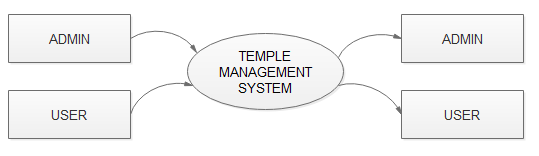 ADMIN
USER
TEMPLE
MANAGEMENT
SYSTEM
ADMIN
USER